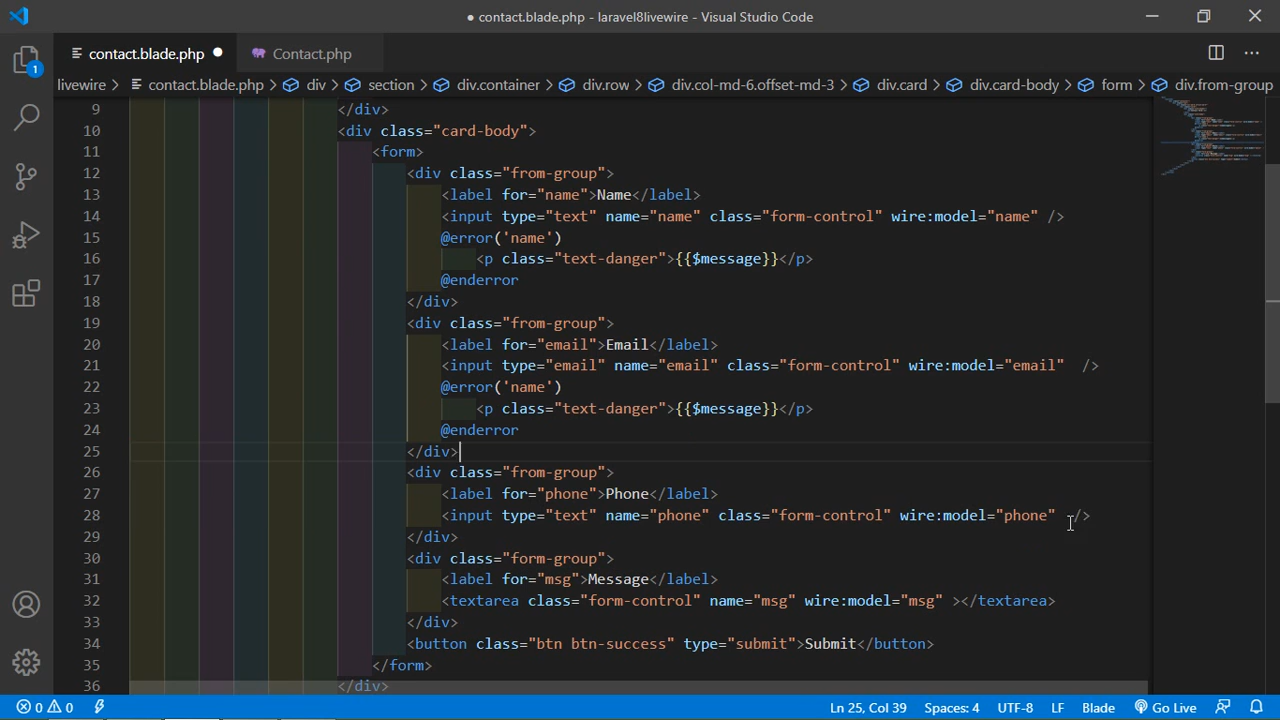 ● contact.blade.php - laravel8livewire - Visual Studio Code
contact.blade.php ●
Contact.php
livewire > contact.blade.php > div > section > div.container > div.row > div.col-md-6.offset-md-3 > div.card > div.card-body > form > div.from-group
1
9 </div>
10 <div class="card-body">
11 <form>
12 <div class="from-group">
13 <label for="name">Name</label>
14 <input type="text" name="name" class="form-control" wire:model="name" />
15 @error('name')
16 <p class="text-danger">{{$message}}</p>
17 @enderror
18 </div>
19 <div class="from-group">
20 <label for="email">Email</label>
21 <input type="email" name="email" class="form-control" wire:model="email"  />
22 @error('name')
23 <p class="text-danger">{{$message}}</p>
24 @enderror
25 </div>
26 <div class="from-group">
27 <label for="phone">Phone</label>
28 <input type="text" name="phone" class="form-control" wire:model="phone"  />
29 </div>
30 <div class="form-group">
31 <label for="msg">Message</label>
32 <textarea class="form-control" name="msg" wire:model="msg" ></textarea>
33 </div>
34 <button class="btn btn-success" type="submit">Submit</button>
35 </form>
36 </div>
0 0 Ln 25, Col 39 Spaces: 4 UTF-8 LF Blade Go Live